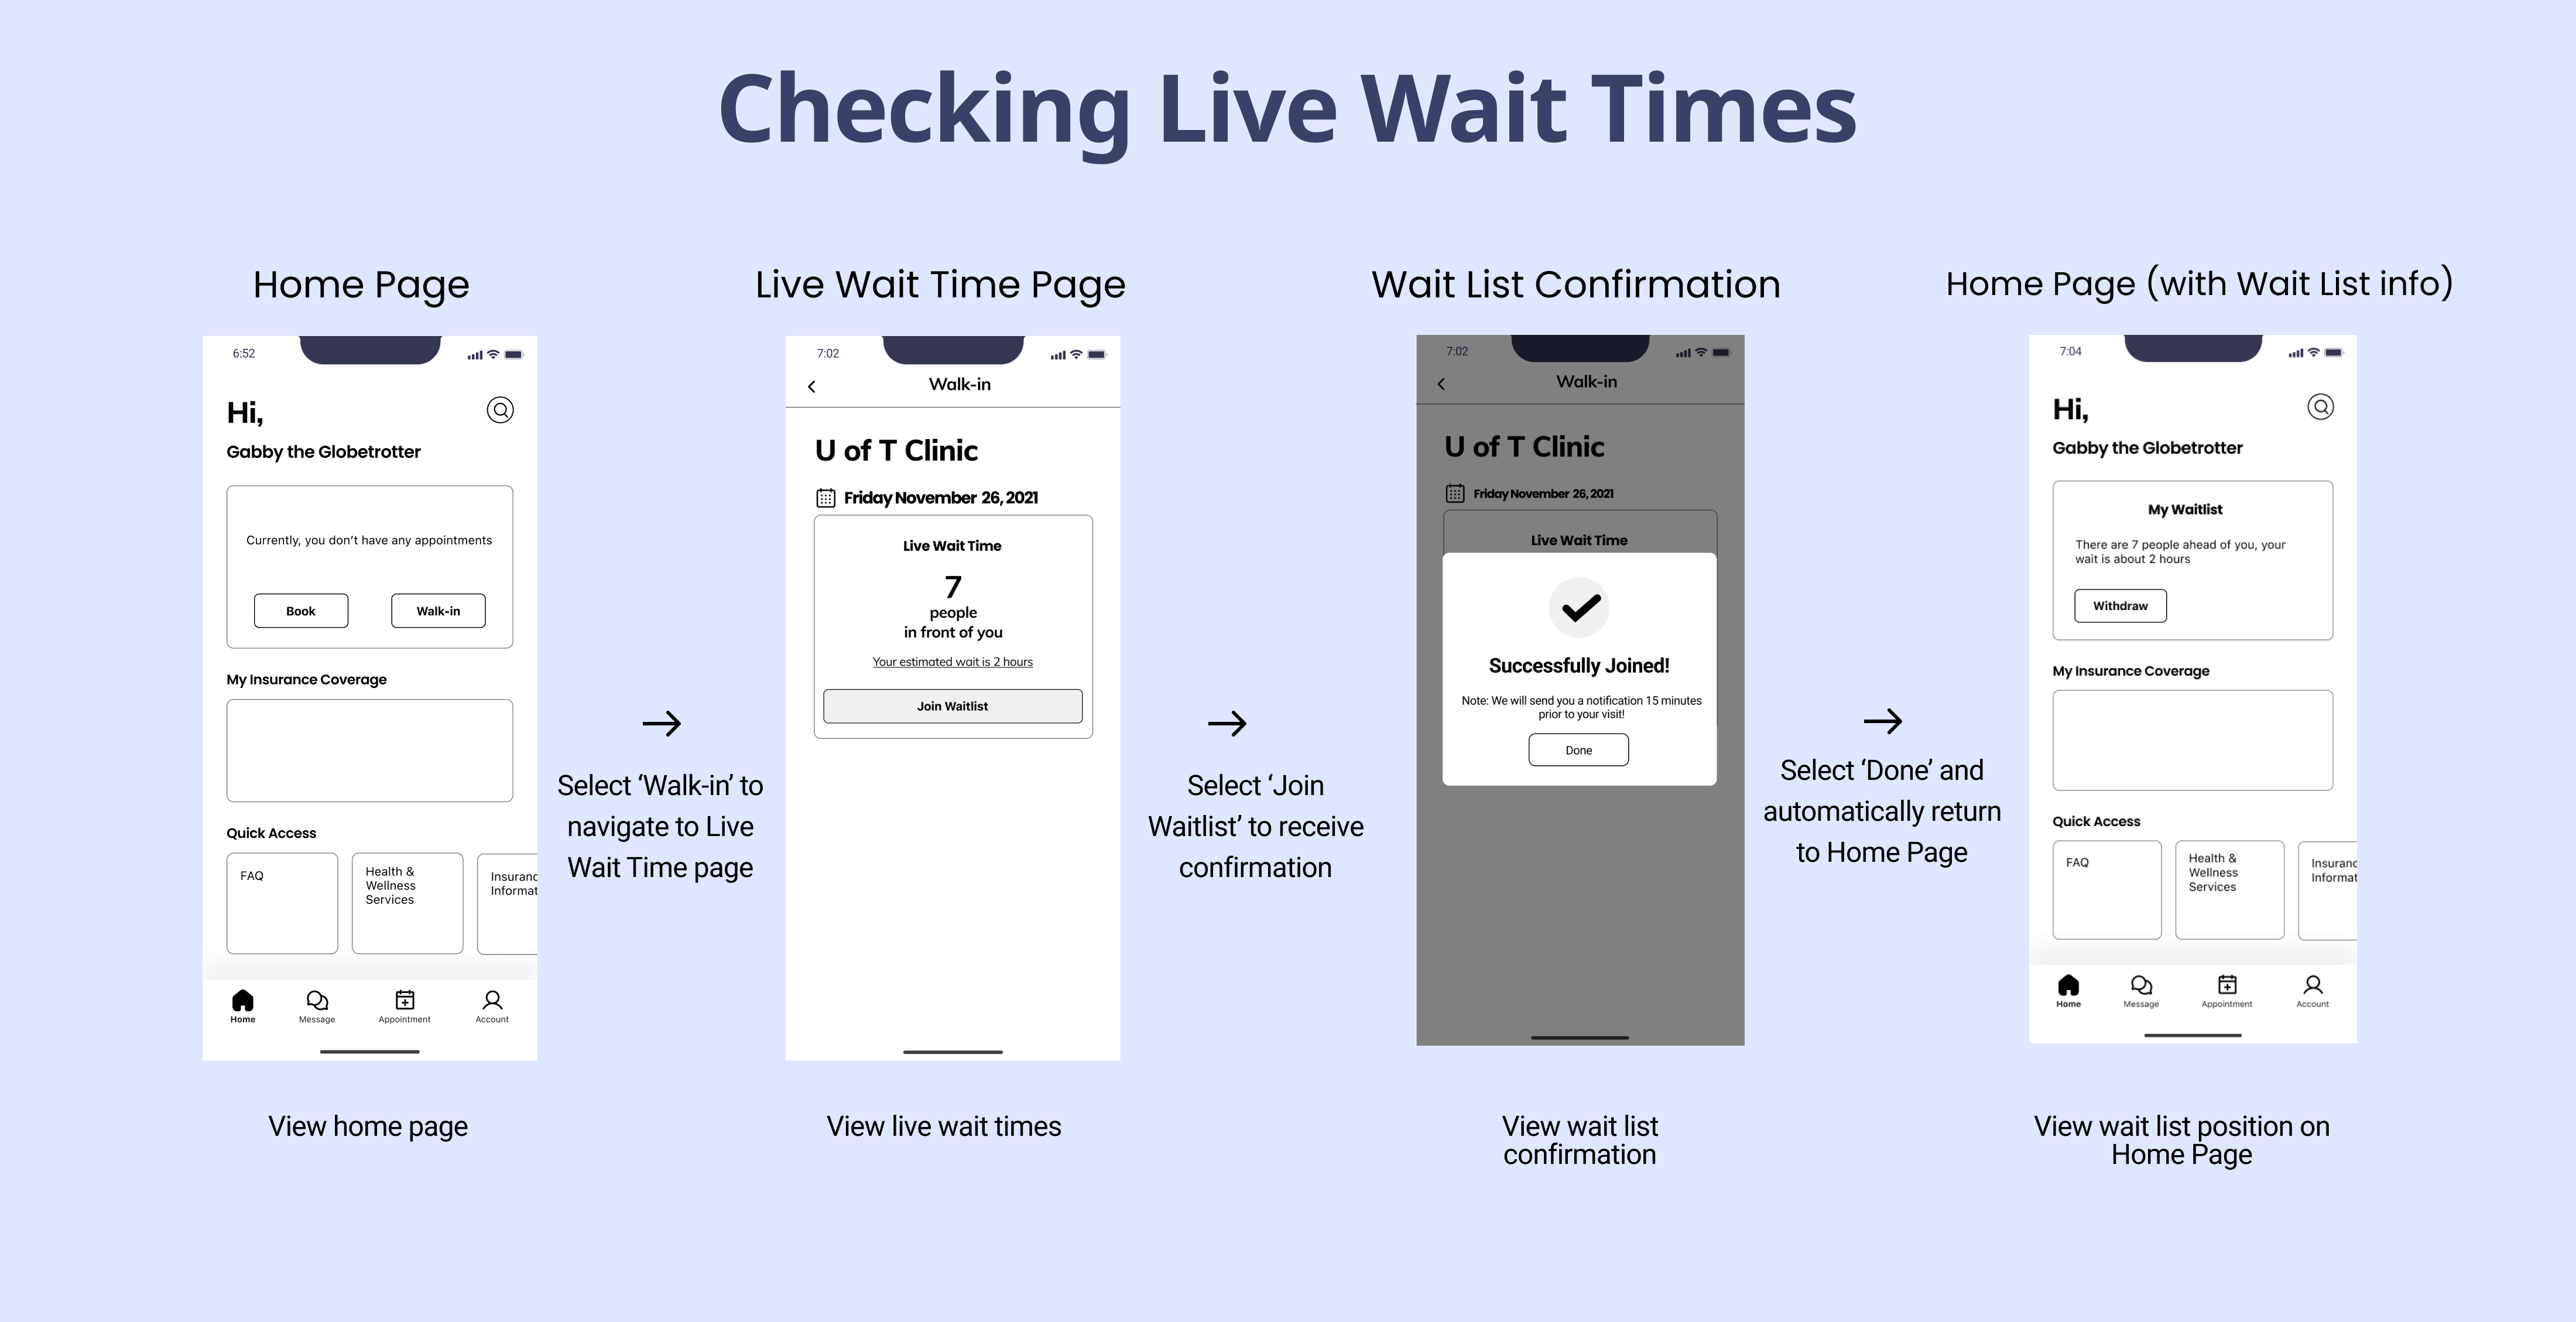 Checking Live Wait Times
Home Page
6:52
Hi,
Gabby the Globetrotter
Currently, you don’t have any appointments
Book
Walk-in
My Insurance Coverage
Quick Access
FAQ
Health &
Wellness
Services
Insuranc
Informat
Home
Message
Appointment
Account
View home page
Select ‘Walk-in’ to
navigate to Live
Wait Time page
Live Wait Time Page
7:02
Walk-in
U of T Clinic
Friday November 26, 2021
Live Wait Time
7
people
in front of you
Your estimated wait is 2 hours
Join Waitlist
View live wait times
Select ‘Join
Waitlist’ to receive
confirmation
Wait List Confirmation
7:02
Walk-in
U of T Clinic
Friday November 26, 2021
Live Wait Time
Successfully Joined!
Note: We will send you a notification 15 minutes
prior to your visit!
Done
View wait list
confirmation
Select ‘Done’ and
automatically return
to Home Page
Home Page (with Wait List info)
7:04
Hi,
Gabby the Globetrotter
My Waitlist
There are 7 people ahead of you, your
wait is about 2 hours
Withdraw
My Insurance Coverage
Quick Access
FAQ
Health &
Wellness
Services
Insuranc
Informat
Home
Message
Appointment
Account
View wait list position on
Home Page